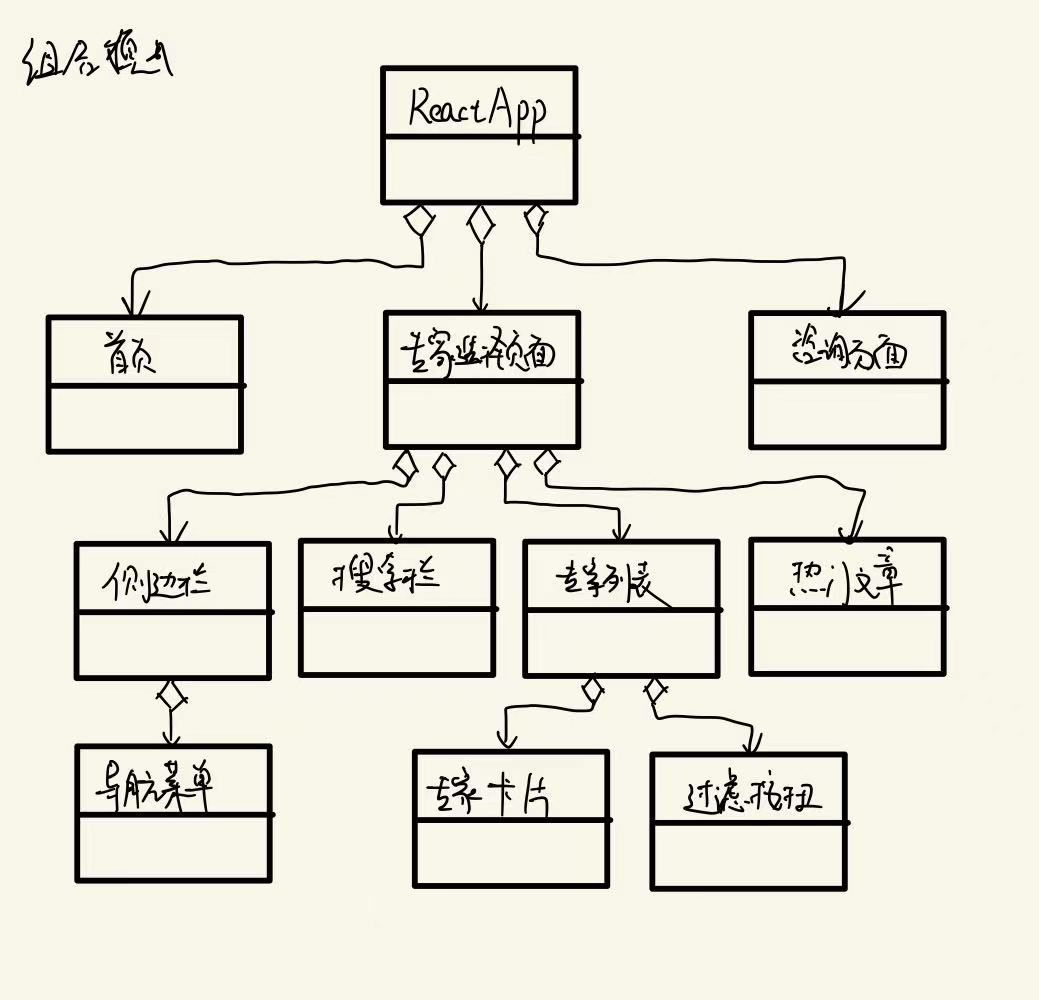 组合模式
ReactApp
首页
专家选择页面
咨询页面
侧边栏
搜索栏
专家列表
热门文章
导航菜单
专家卡片
过滤按钮